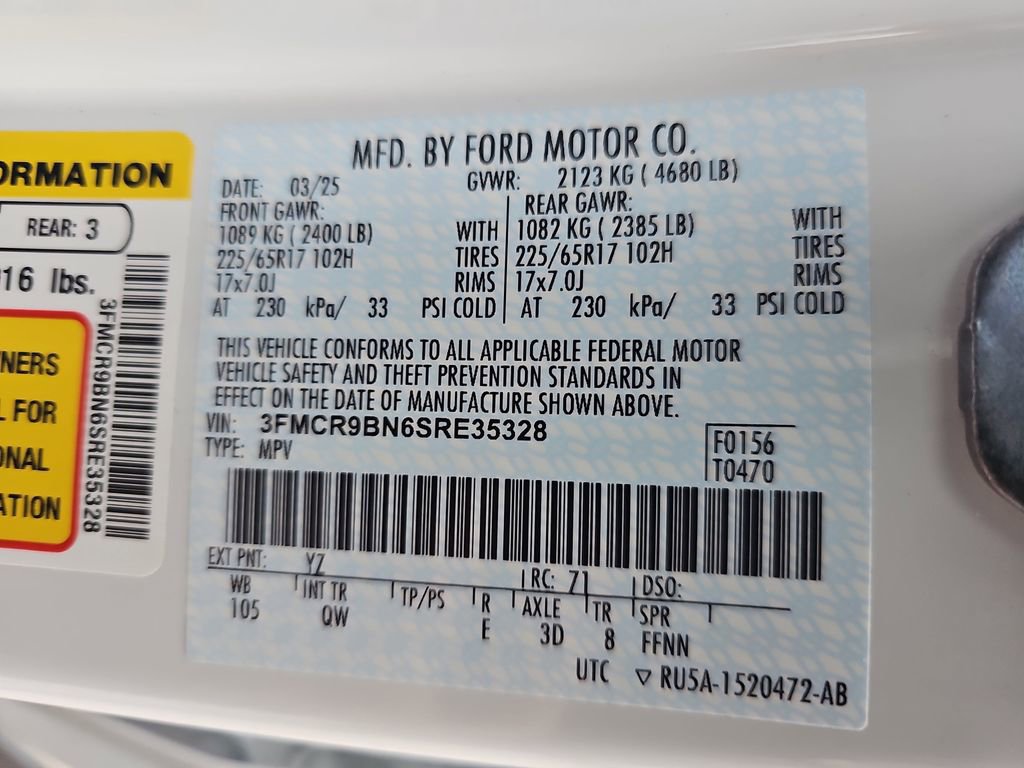 ORMATION
REAR: 3
16 lbs.
3FMCR9BN6SRE35328
NERS
L FOR
ONAL
ATION
MFD. BY FORD MOTOR CO.
DATE: 03/25 GVWR: 2123 KG ( 4680 LB)
FRONT GAWR: REAR GAWR:
1089 KG ( 2400 LB) WITH 1082 KG ( 2385 LB) WITH
225/65R17 102H TIRES 225/65R17 102H TIRES
17x7.0J RIMS 17x7.0J RIMS
AT 230 kPa/ 33 PSI COLD AT 230 kPa/ 33 PSI COLD
THIS VEHICLE CONFORMS TO ALL APPLICABLE FEDERAL MOTOR
VEHICLE SAFETY AND THEFT PREVENTION STANDARDS IN
EFFECT ON THE DATE OF MANUFACTURE SHOWN ABOVE.
VIN: 3FMCR9BN6SRE35328
TYPE: MPV
F0156
T0470
EXT PNT: YZ RC: 71 DSO:
WB INT TR TP/PS R AXLE TR SPR
105 QW E 3D 8 FFNN
UTC ▽ RU5A-1520472-AB